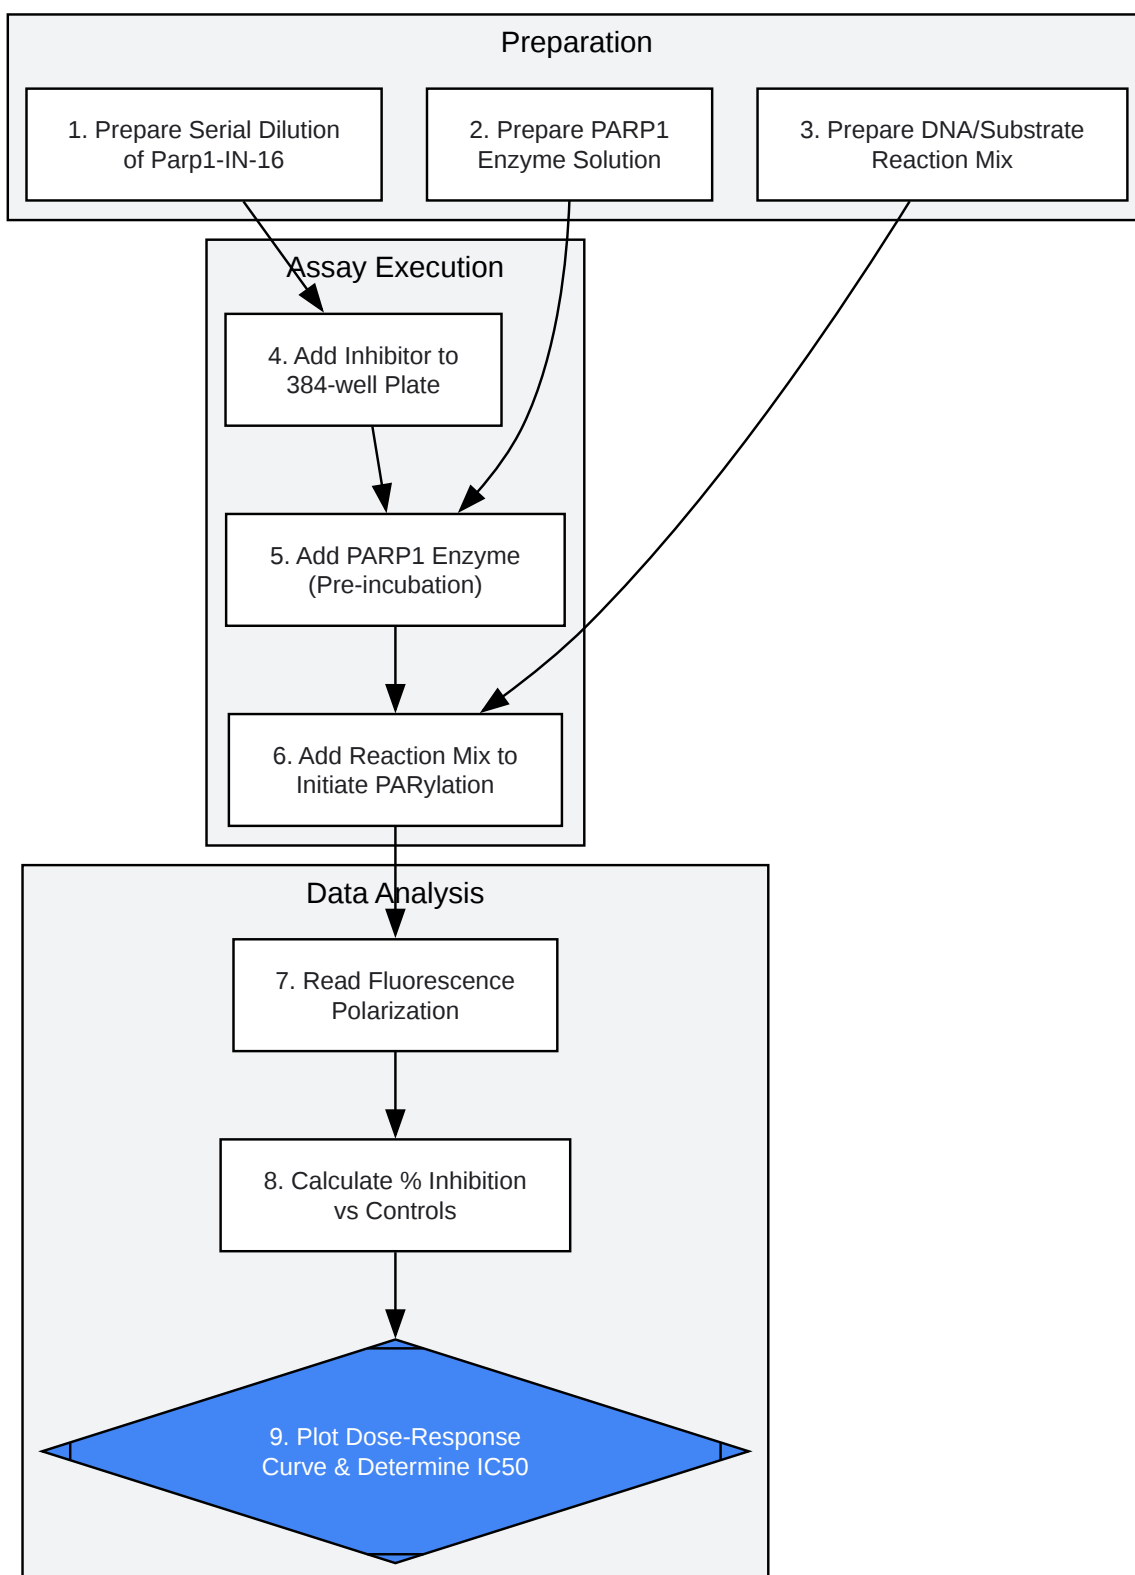 Preparation
1. Prepare Serial Dilution
of Parp1-IN-16
2. Prepare PARP1
Enzyme Solution
3. Prepare DNA/Substrate
Reaction Mix
Assay Execution
4. Add Inhibitor to
384-well Plate
5. Add PARP1 Enzyme
(Pre-incubation)
6. Add Reaction Mix to
Initiate PARylation
Data Analysis
7. Read Fluorescence
Polarization
8. Calculate % Inhibition
vs Controls
9. Plot Dose-Response
Curve & Determine IC50